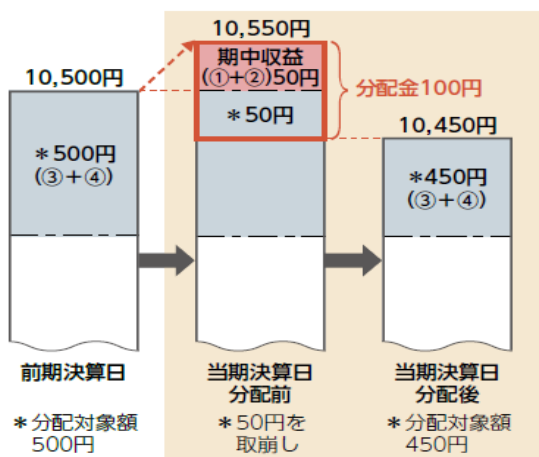 10,550円
10,500円
期中収益
(①+②)50円
分配金100円
*50円
10,450円
*500円
(③+④)
*450円
(③+④)
前期決算日
当期決算日
分配前
当期決算日
分配後
*分配対象額
500円
*50円を
取崩し
*分配対象額
450円